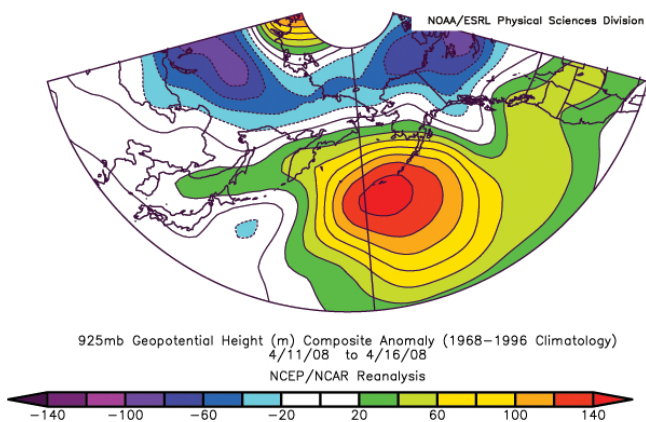 NOAA/ESRL Physical Sciences Division
925mb Geopotential Height (m) Composite Anomaly (1968-1996 Climatology)
4/11/08 to 4/16/08
NCEP/NCAR Reanalysis
-140 -100 -60 -20 20 60 100 140